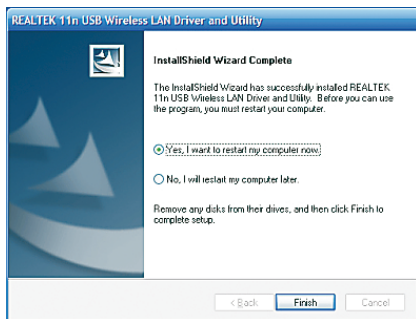 REALTEK 11n USB Wireless LAN Driver and Utility
InstallShield Wizard Complete
The InstallShield Wizard has successfully installed REALTEK
11n USB Wireless LAN Driver and Utility. Before you can use
the program, you must restart your computer.
Yes, I want to restart my computer now.
No, I will restart my computer later.
Remove any disks from their drives, and then click Finish to
complete setup.
< Back
Finish
Cancel